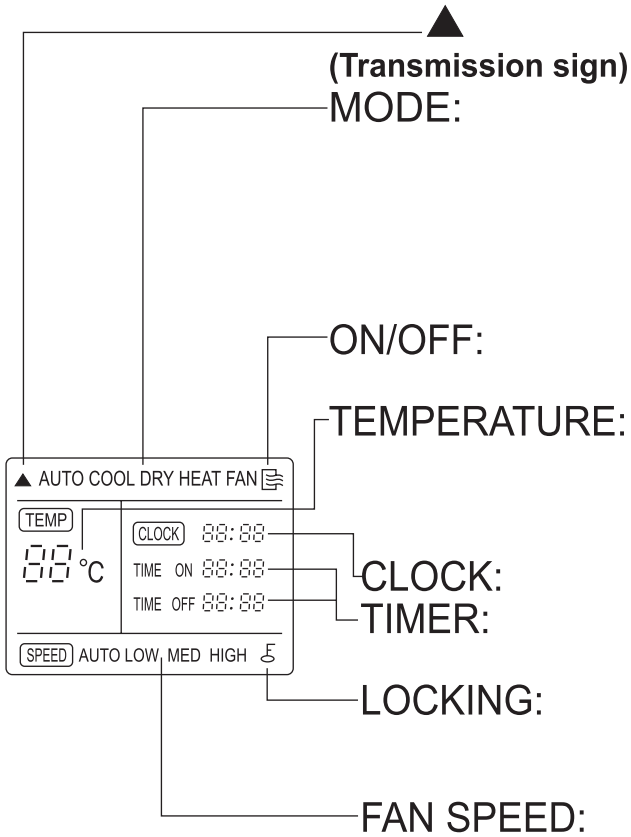 ▲
(Transmission sign)
MODE:
ON/OFF:
TEMPERATURE:
▲ AUTO COOL DRY HEAT FAN
TEMP
88 °C
CLOCK 88:88
TIME ON 88:88
TIME OFF 88:88
CLOCK:
TIMER:
SPEED AUTO LOW MED HIGH
LOCKING:
FAN SPEED: